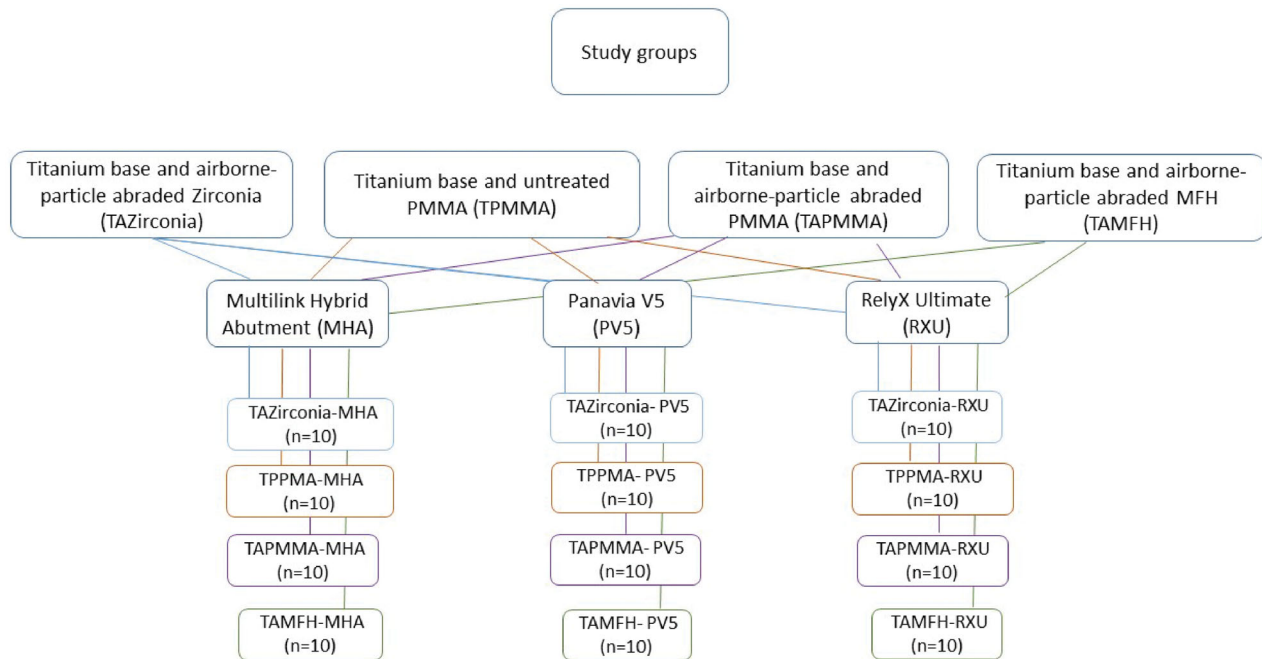 Study groups
Titanium base and airborne-
particle abraded Zirconia
(TAZirconia)
Titanium base and untreated
PMMA (TPMMA)
Titanium base and
airborne-particle abraded
PMMA (TAPMMA)
Titanium base and airborne-
particle abraded MFH
(TAMFH)
Multilink Hybrid
Abutment (MHA)
Panavia V5
(PV5)
RelyX Ultimate
(RXU)
TAZirconia-MHA
(n=10)
TAZirconia- PV5
(n=10)
TAZirconia-RXU
(n=10)
TPPMA-MHA
(n=10)
TPPMA- PV5
(n=10)
TPPMA-RXU
(n=10)
TAPMMA-MHA
(n=10)
TAPMMA- PV5
(n=10)
TAPMMA-RXU
(n=10)
TAMFH-MHA
(n=10)
TAMFH- PV5
(n=10)
TAMFH-RXU
(n=10)